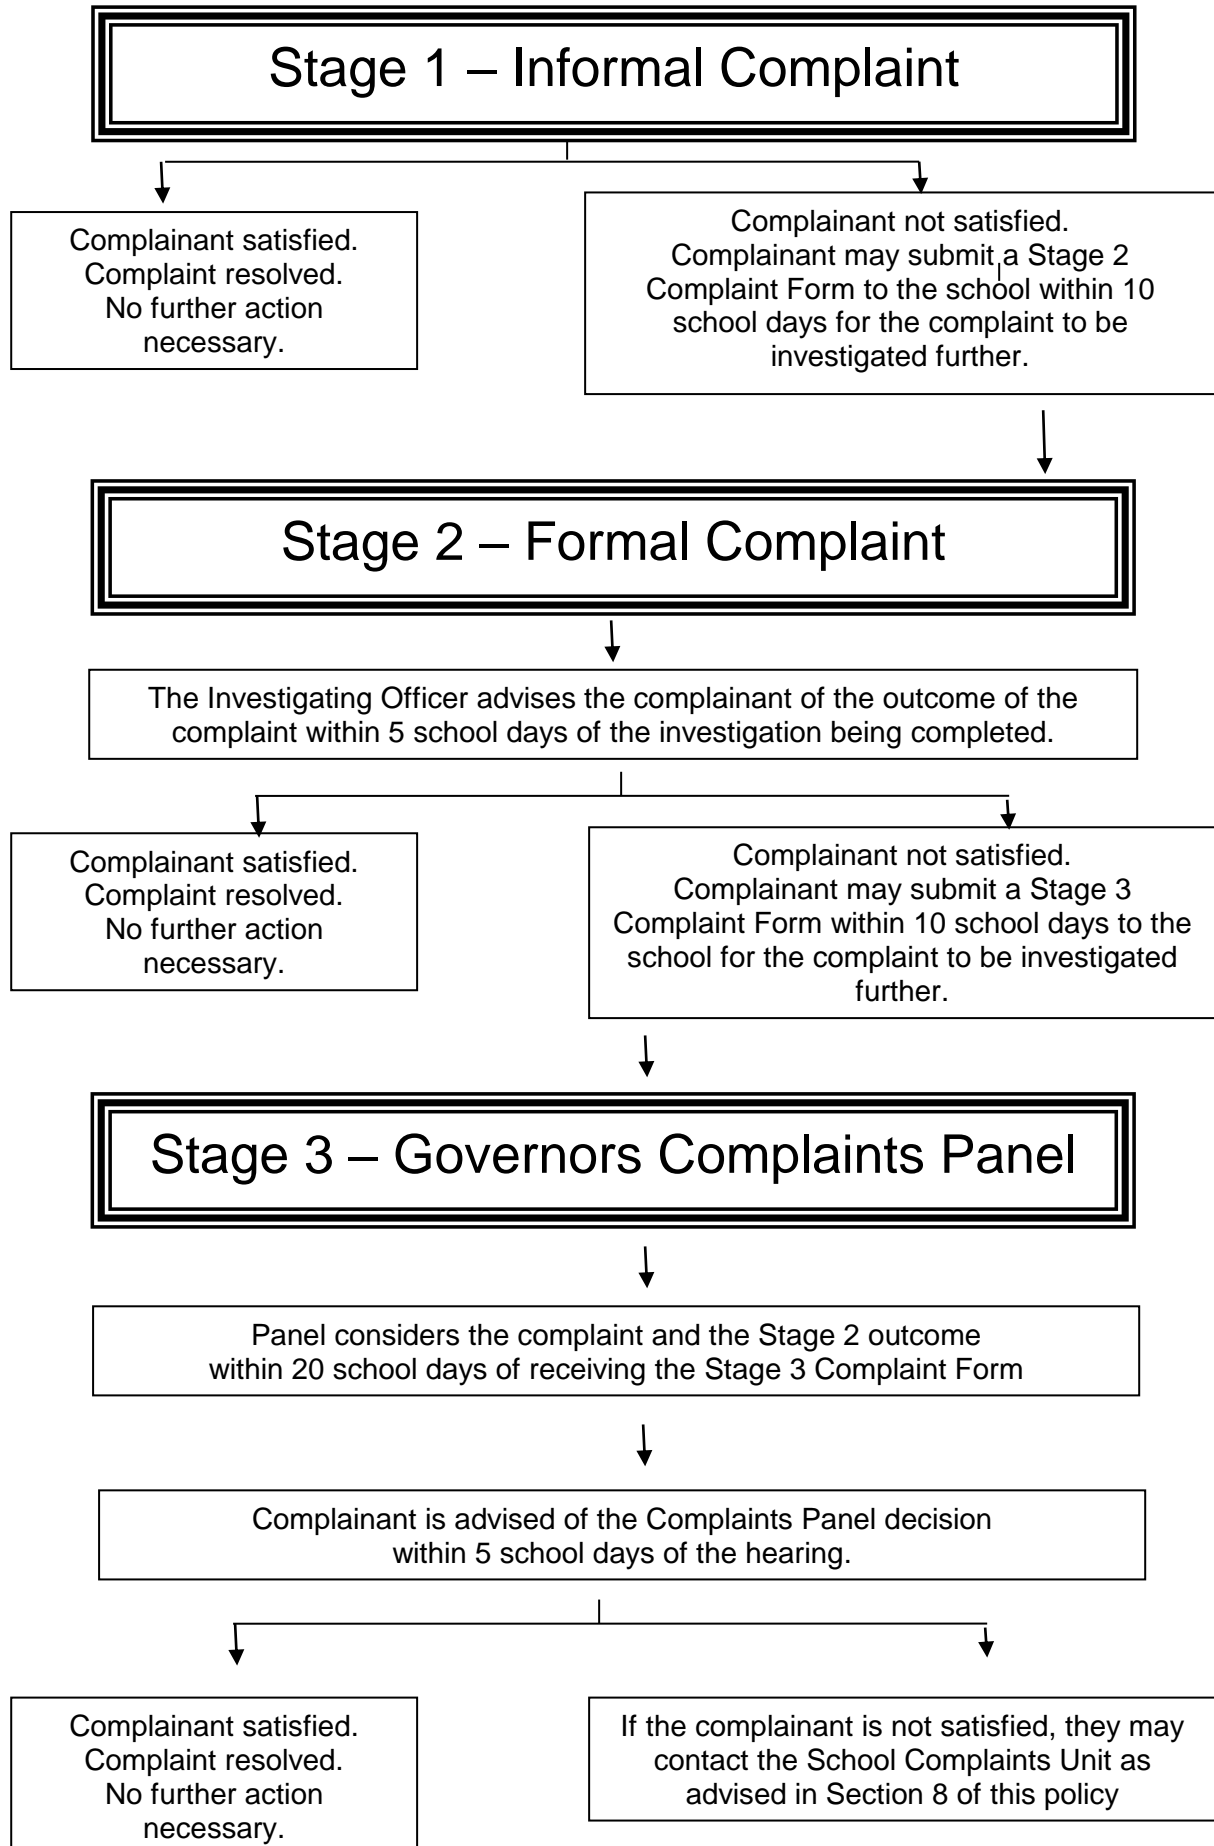 Stage 1 – Informal Complaint
Complainant satisfied.
Complaint resolved.
No further action
necessary.
Complainant not satisfied.
Complainant may submit a Stage 2
Complaint Form to the school within 10
school days for the complaint to be
investigated further.
Stage 2 – Formal Complaint
The Investigating Officer advises the complainant of the outcome of the
complaint within 5 school days of the investigation being completed.
Complainant satisfied.
Complaint resolved.
No further action
necessary.
Complainant not satisfied.
Complainant may submit a Stage 3
Complaint Form within 10 school days to the
school for the complaint to be investigated
further.
Stage 3 – Governors Complaints Panel
Panel considers the complaint and the Stage 2 outcome
within 20 school days of receiving the Stage 3 Complaint Form
Complainant is advised of the Complaints Panel decision
within 5 school days of the hearing.
Complainant satisfied.
Complaint resolved.
No further action
necessary.
If the complainant is not satisfied, they may
contact the School Complaints Unit as
advised in Section 8 of this policy